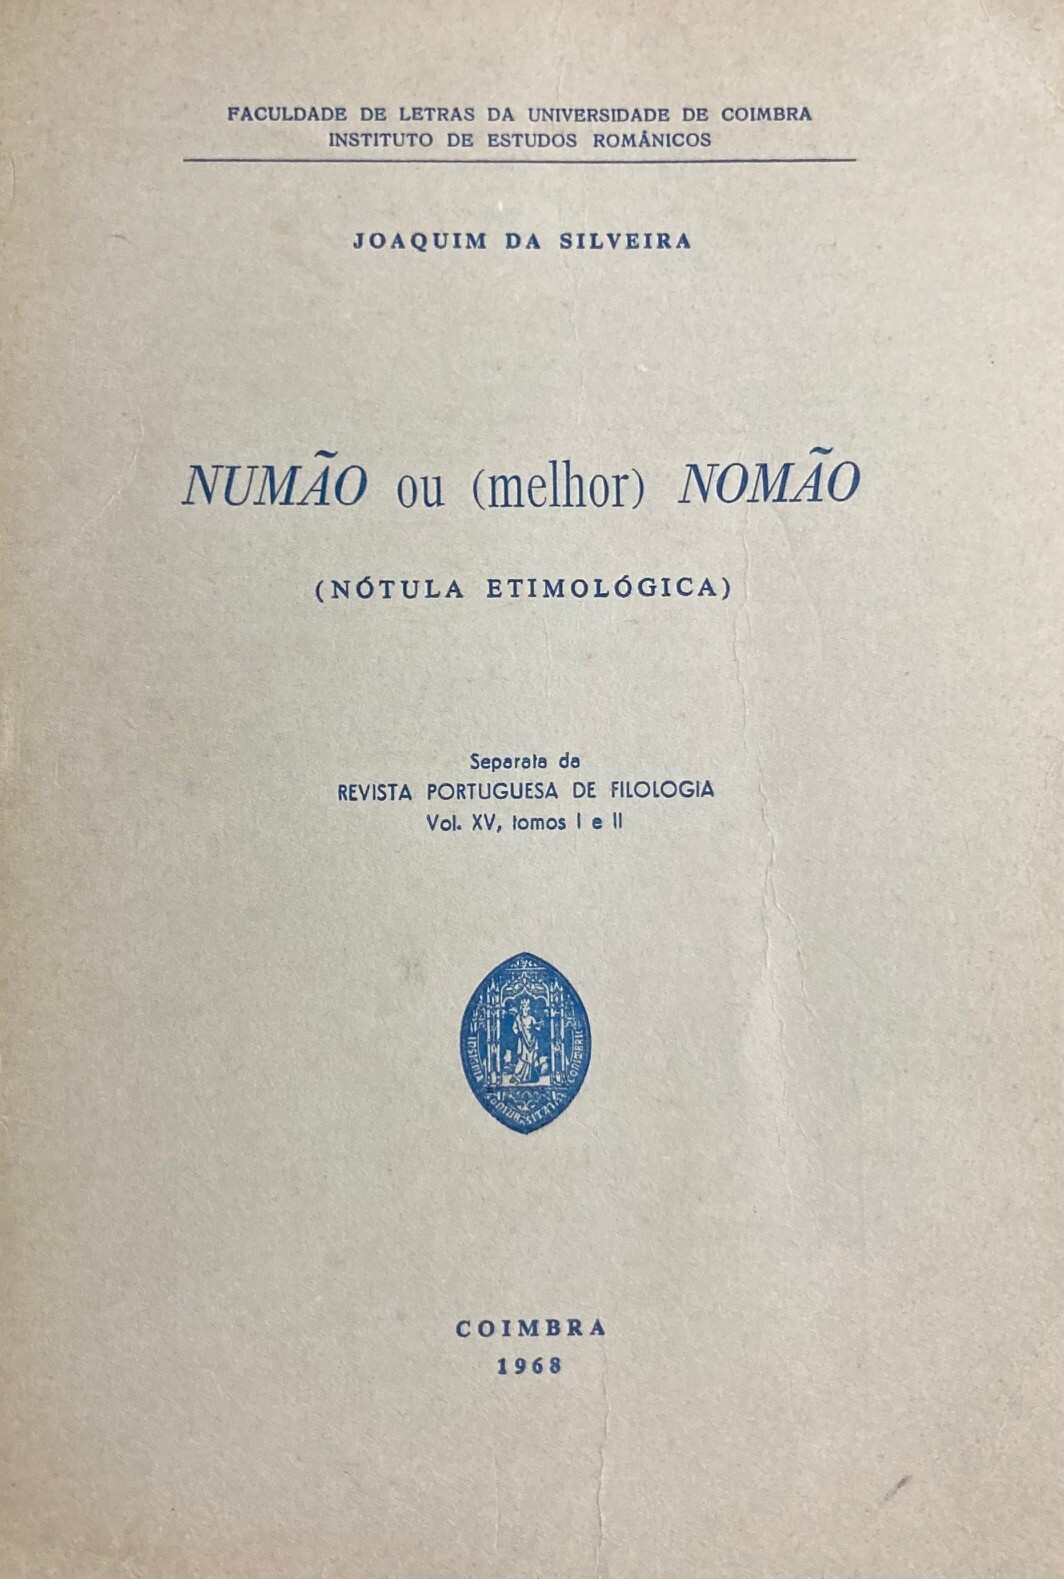 FACULDADE DE LETRAS DA UNIVERSIDADE DE COIMBRA
INSTITUTO DE ESTUDOS ROMÂNICOS
JOAQUIM DA SILVEIRA
NUMÃO ou (melhor) NOMÃO
(NÓTULA ETIMOLÓGICA)
Separata da
REVISTA PORTUGUESA DE FILOLOGIA
Vol. XV, tomos I e II
COIMBRA
1968